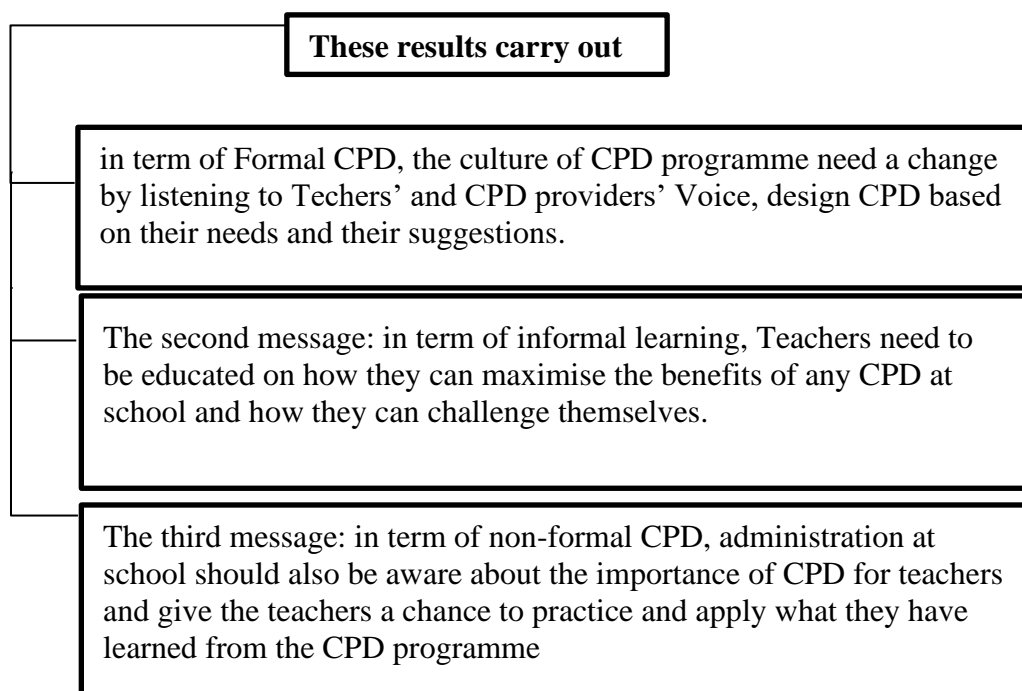 These results carry out
in term of Formal CPD, the culture of CPD programme need a change
by listening to Techers’ and CPD providers’ Voice, design CPD based
on their needs and their suggestions.
The second message: in term of informal learning, Teachers need to
be educated on how they can maximise the benefits of any CPD at
school and how they can challenge themselves.
The third message: in term of non-formal CPD, administration at
school should also be aware about the importance of CPD for teachers
and give the teachers a chance to practice and apply what they have
learned from the CPD programme